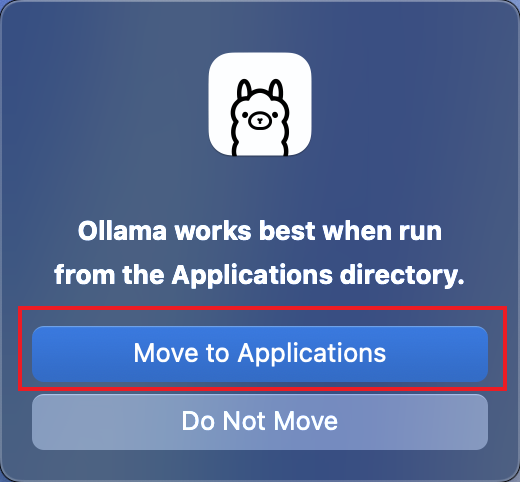 Ollama works best when run
from the Applications directory.
Move to Applications
Do Not Move